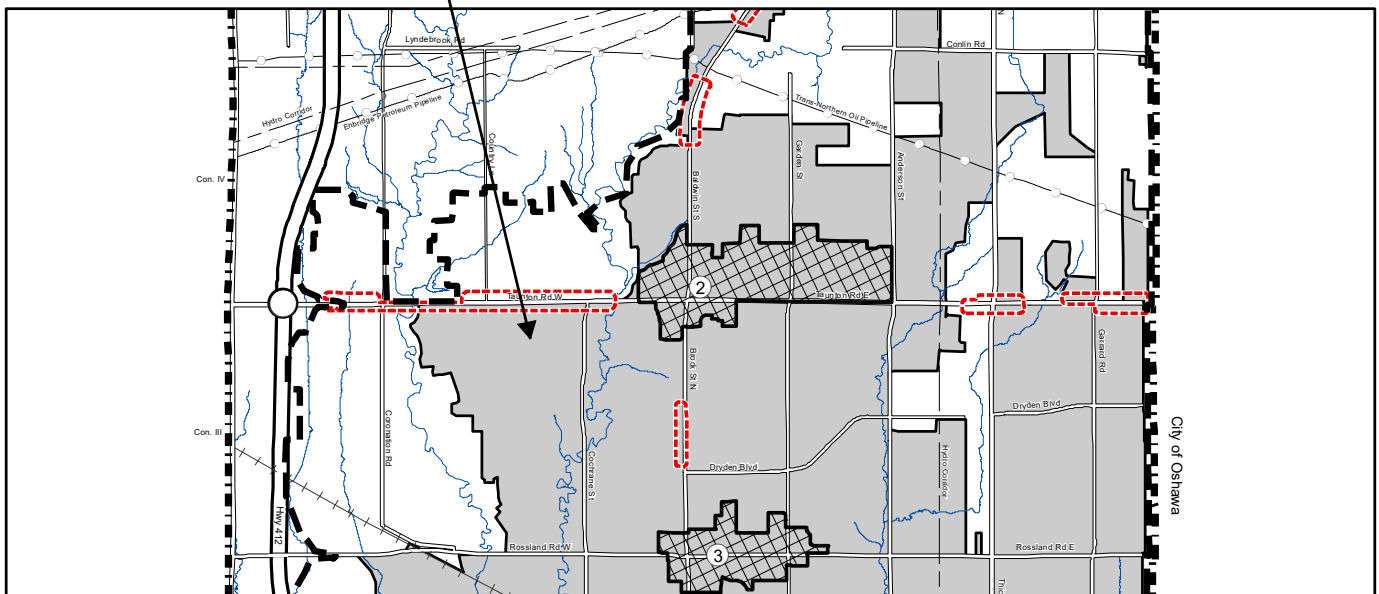 N
Lyndebrook Rd
Conlin Rd
Hydro Corridor
Enbridge Petroleum Pipeline
Trans-Northern Oil Pipeline
Garden St
Anderson St
Con. IV
Baldwin St S
2
Taunton Rd W
Taunton Rd E
Garrard Rd
Brock St N
Dryden Blvd
Coronation Rd
Con. III
City of Oshawa
Cochrane St
Dryden Blvd
Hydro Corridor
Hwy 412
Rossland Rd W
3
Rossland Rd E